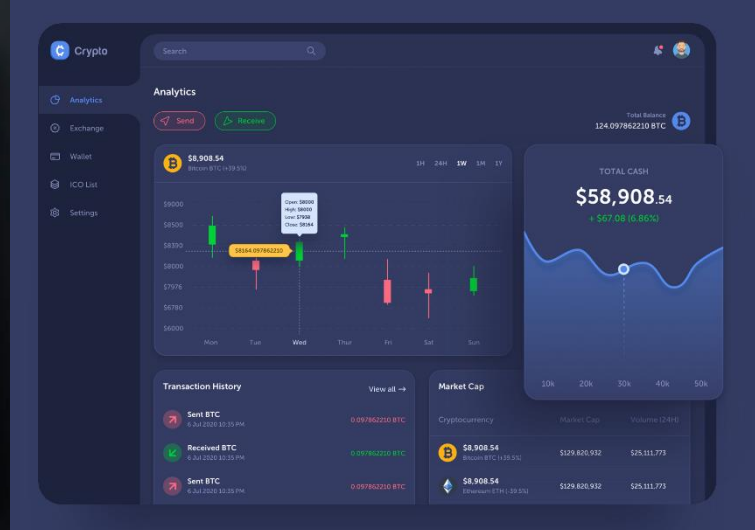 Crypto
Search
Analytics
Exchange
Wallet
ICO List
Settings
Analytics
Send
Receive
Total Balance
124.097862210 BTC
$8,908.54
Bitcoin BTC (+39.5%)
1H 24H 1W 1M 1Y
$9000
$8500
$8390
$8000
$7976
$6780
$6000
Open: $8000
High: $8000
Low: $7908
Close: $8164
$8164.097862210
Mon Tue Wed Thur Fri Sat Sun
TOTAL CASH
$58,908.54
+ $67.08 (6.86%)
10k 20k 30k 40k 50k
Transaction History
View all →
Sent BTC
6 Jul 2020 10:35 PM
0.097862210 BTC
Received BTC
6 Jul 2020 10:35 PM
0.097862210 BTC
Sent BTC
6 Jul 2020 10:35 PM
0.097862210 BTC
Market Cap
Cryptocurrency Market Cap Volume (24H)
$8,908.54
Bitcoin BTC (+39.5%)
$129,820,932 $25,111,773
$8,908.54
Ethereum ETH (-39.5%)
$129,820,932 $25,111,773